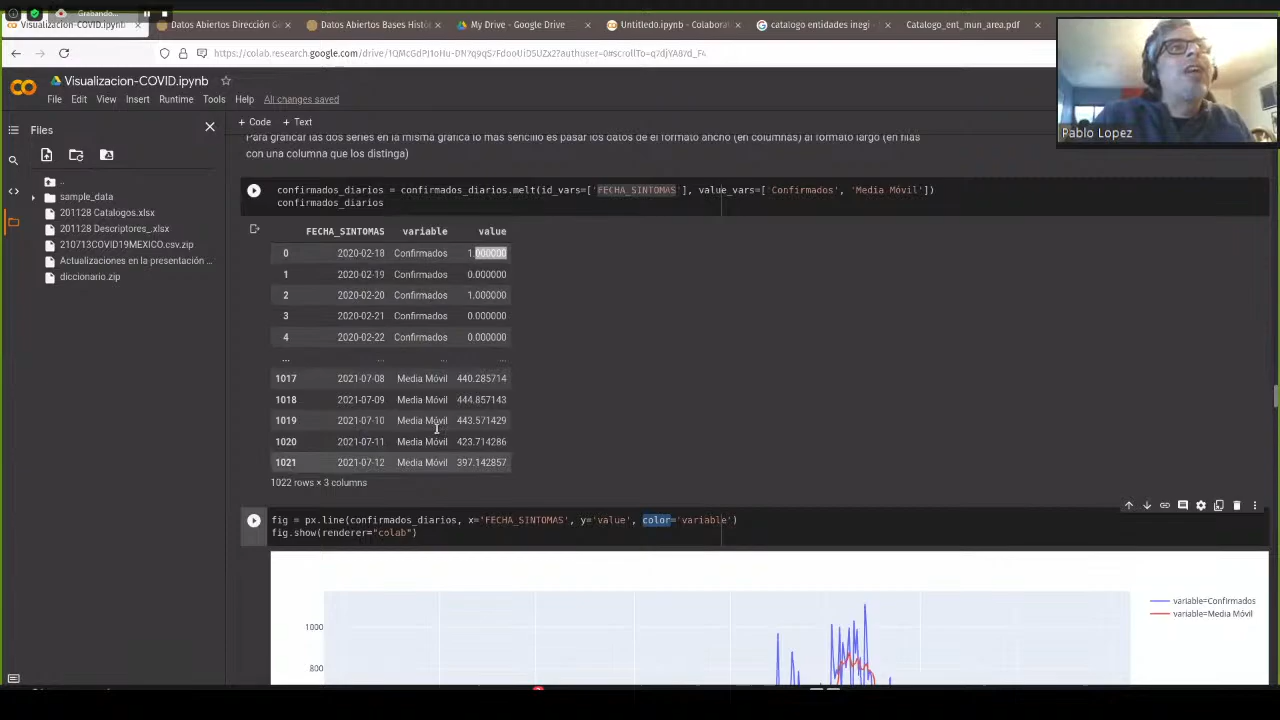 Grabando...
Visualizacion-COVID.ipynb
Datos Abiertos Dirección G
Datos Abiertos Bases Histó
My Drive - Google Drive
Untitled0.ipynb - Colab
catalogo entidades inegi
Catalogo_ent_mun_area.pdf
Visualizacion-COVID.ipynb
File Edit View Insert Runtime Tools Help All changes saved
+ Code + Text
Files
..
sample_data
201128 Catalogos.xlsx
201128 Descriptores_.xlsx
210713COVID19MEXICO.csv.zip
Actualizaciones en la presentación ...
diccionario.zip
Pablo Lopez
Para graficar las dos series en la misma gráfica lo más sencillo es pasar los datos de el formato ancho (en columnas) al formato largo (en filas
con una columna que los distinga)
confirmados_diarios = confirmados_diarios.melt(id_vars=['FECHA_SINTOMAS'], value_vars=['Confirmados', 'Media Móvil'])
confirmados_diarios
FECHA_SINTOMAS variable value
0 2020-02-18 Confirmados 1.000000
1 2020-02-19 Confirmados 0.000000
2 2020-02-20 Confirmados 1.000000
3 2020-02-21 Confirmados 0.000000
4 2020-02-22 Confirmados 0.000000
... ... ... ...
1017 2021-07-08 Media Móvil 440.285714
1018 2021-07-09 Media Móvil 444.857143
1019 2021-07-10 Media Móvil 443.571429
1020 2021-07-11 Media Móvil 423.714286
1021 2021-07-12 Media Móvil 397.142857
1022 rows × 3 columns
fig = px.line(confirmados_diarios, x='FECHA_SINTOMAS', y='value', color='variable')
fig.show(renderer="colab")
variable=Confirmados
variable=Media Móvil
1000
800